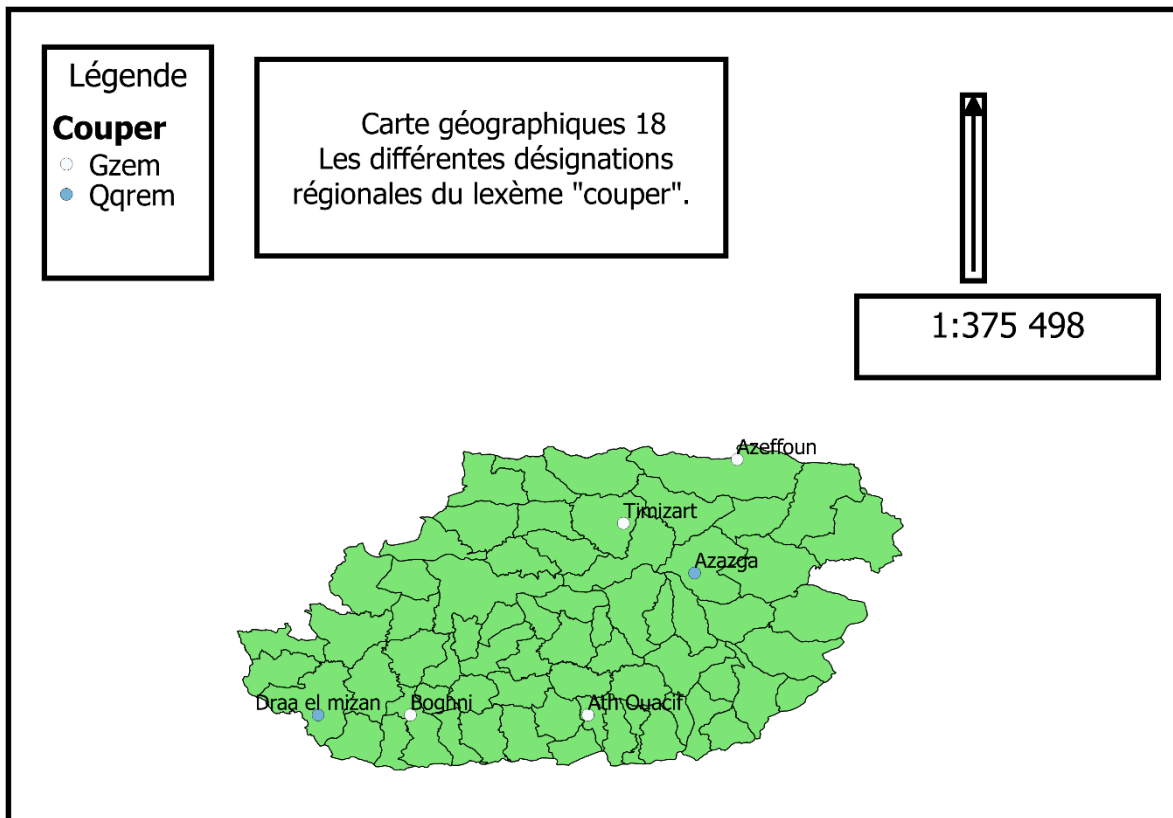 Légende
Couper
Gzem
Qqrem
Carte géographiques 18
Les différentes désignations
régionales du lexème "couper".
1:375 498
Azeffoun
Timizart
Azazga
Draa el mizan
Boghni
Ath Ouacif